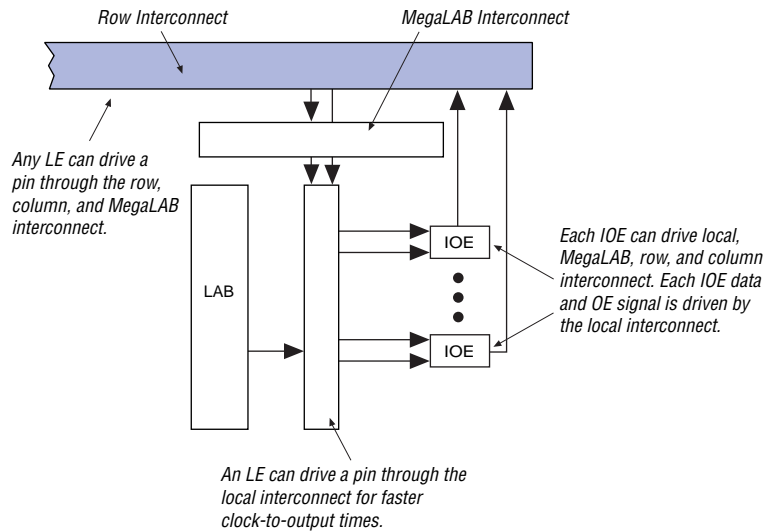 Row Interconnect
MegaLAB Interconnect
Any LE can drive a
pin through the row,
column, and MegaLAB
interconnect.
LAB
IOE
IOE
Each IOE can drive local,
MegaLAB, row, and column
interconnect. Each IOE data
and OE signal is driven by
the local interconnect.
An LE can drive a pin through the
local interconnect for faster
clock-to-output times.